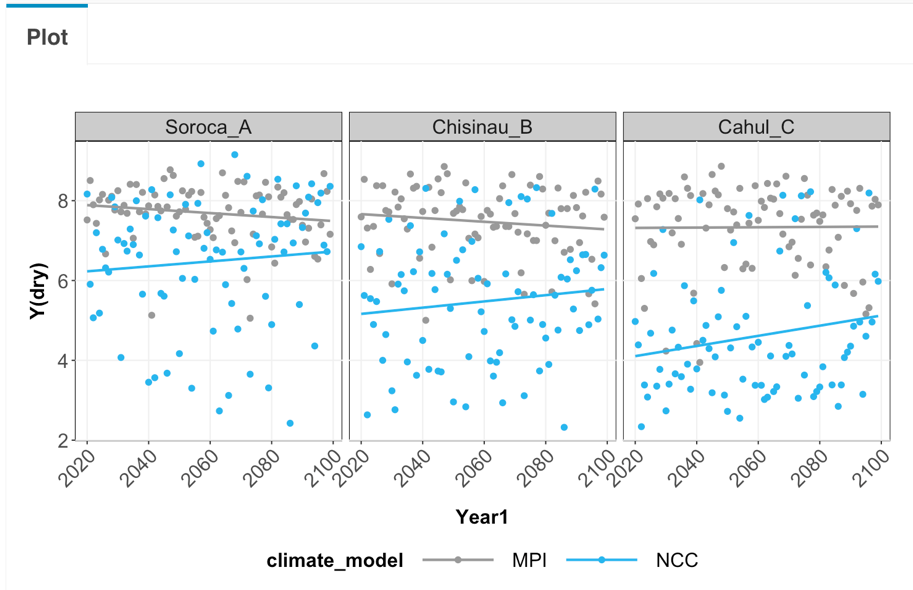 Plot
Soroca_A Chisinau_B Cahul_C
Y(dry)
8
6
4
2
2020 2040 2060 2080 2100 2020 2040 2060 2080 2100 2020 2040 2060 2080 2100
Year1
climate_model MPI NCC